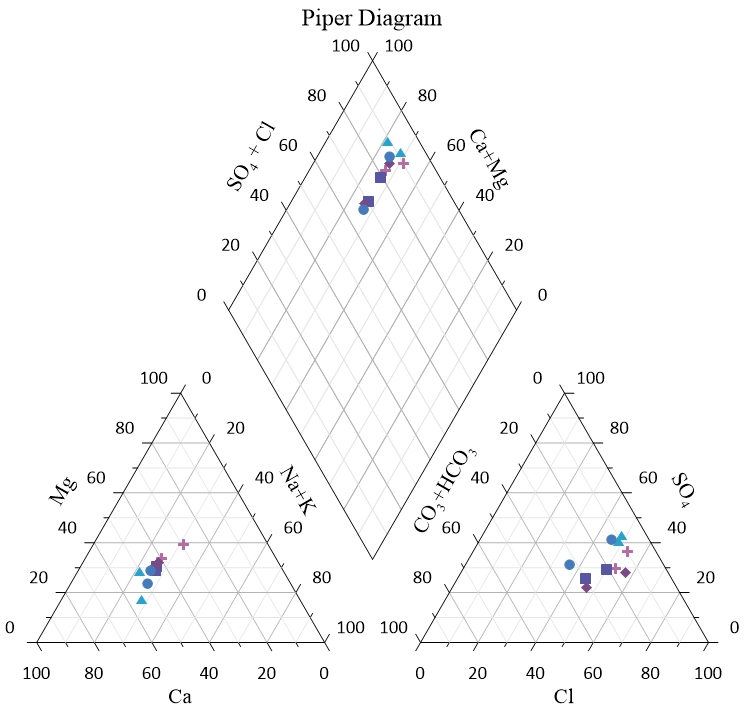 Piper Diagram
100 100
80 80
SO₄ + Cl Ca+Mg
60 60
40 40
20 20
0 0
100 0 0 100
80 20 20 80
Mg Na+K CO₃+HCO₃ SO₄
60 40 40 60
40 60 60 40
20 80 80 20
0 100 100 0
100 80 60 40 20 0 0 20 40 60 80 100
Ca Cl